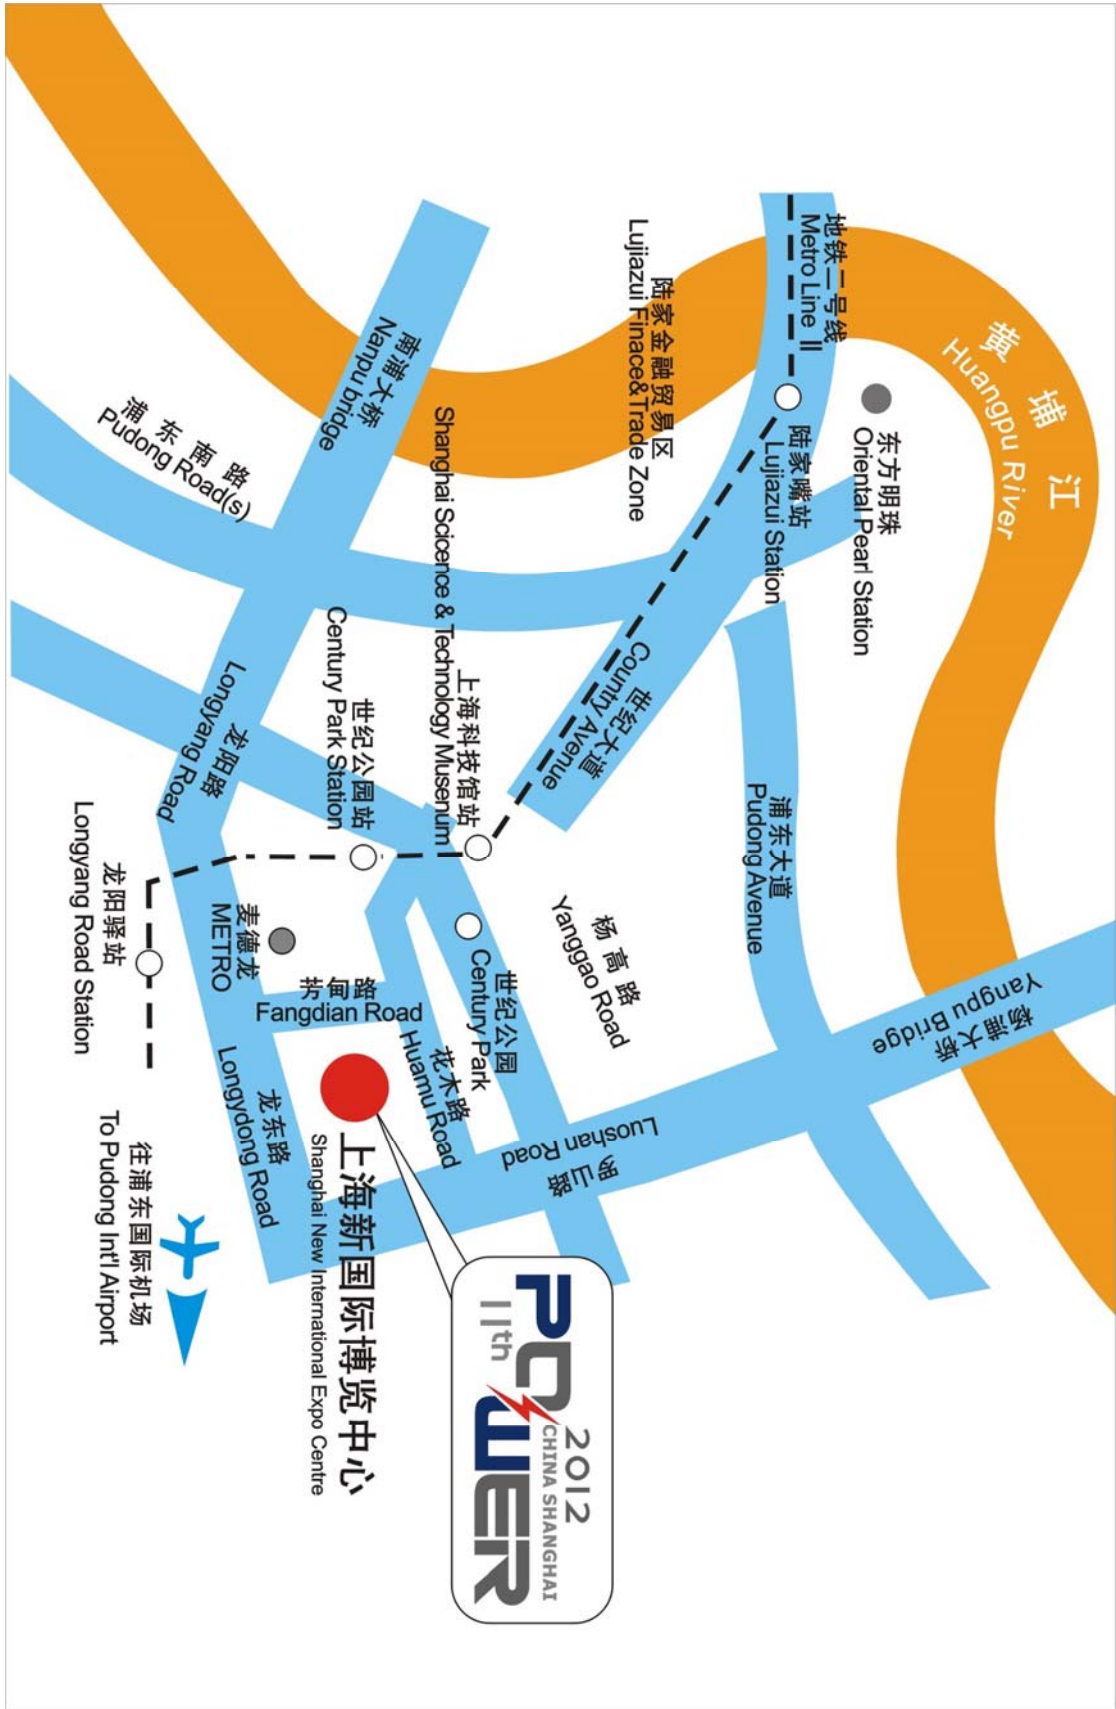 黄埔江
Huangpu River
地铁二号线
Metro Line II
东方明珠
Oriental Pearl Station
陆家嘴站
Lujiazui Station
陆家金融贸易区
Lujiazui Finace&Trade Zone
南浦大桥
Nanpu bridge
浦东南路
Pudong Road(s)
世纪大道
Country Avenue
浦东大道
Pudong Avenue
杨浦大桥
Yangpu Bridge
上海科技馆站
Shanghai Scicence & Technology Musenum
世纪公园站
Century Park Station
龙阳路
Longyang Road
杨高路
Yanggao Road
世纪公园
Century Park
龙阳驿站
Longyang Road Station
麦德龙
METRO
甸路
Fangdian Road
花木路
Huamu Road
罗山路
Luoshan Road
龙东路
Longydong Road
上海新国际博览中心
Shanghai New International Expo Centre
往浦东国际机场
To Pudong Int'l Airport
2012
CHINA SHANGHAI
POWER
11th